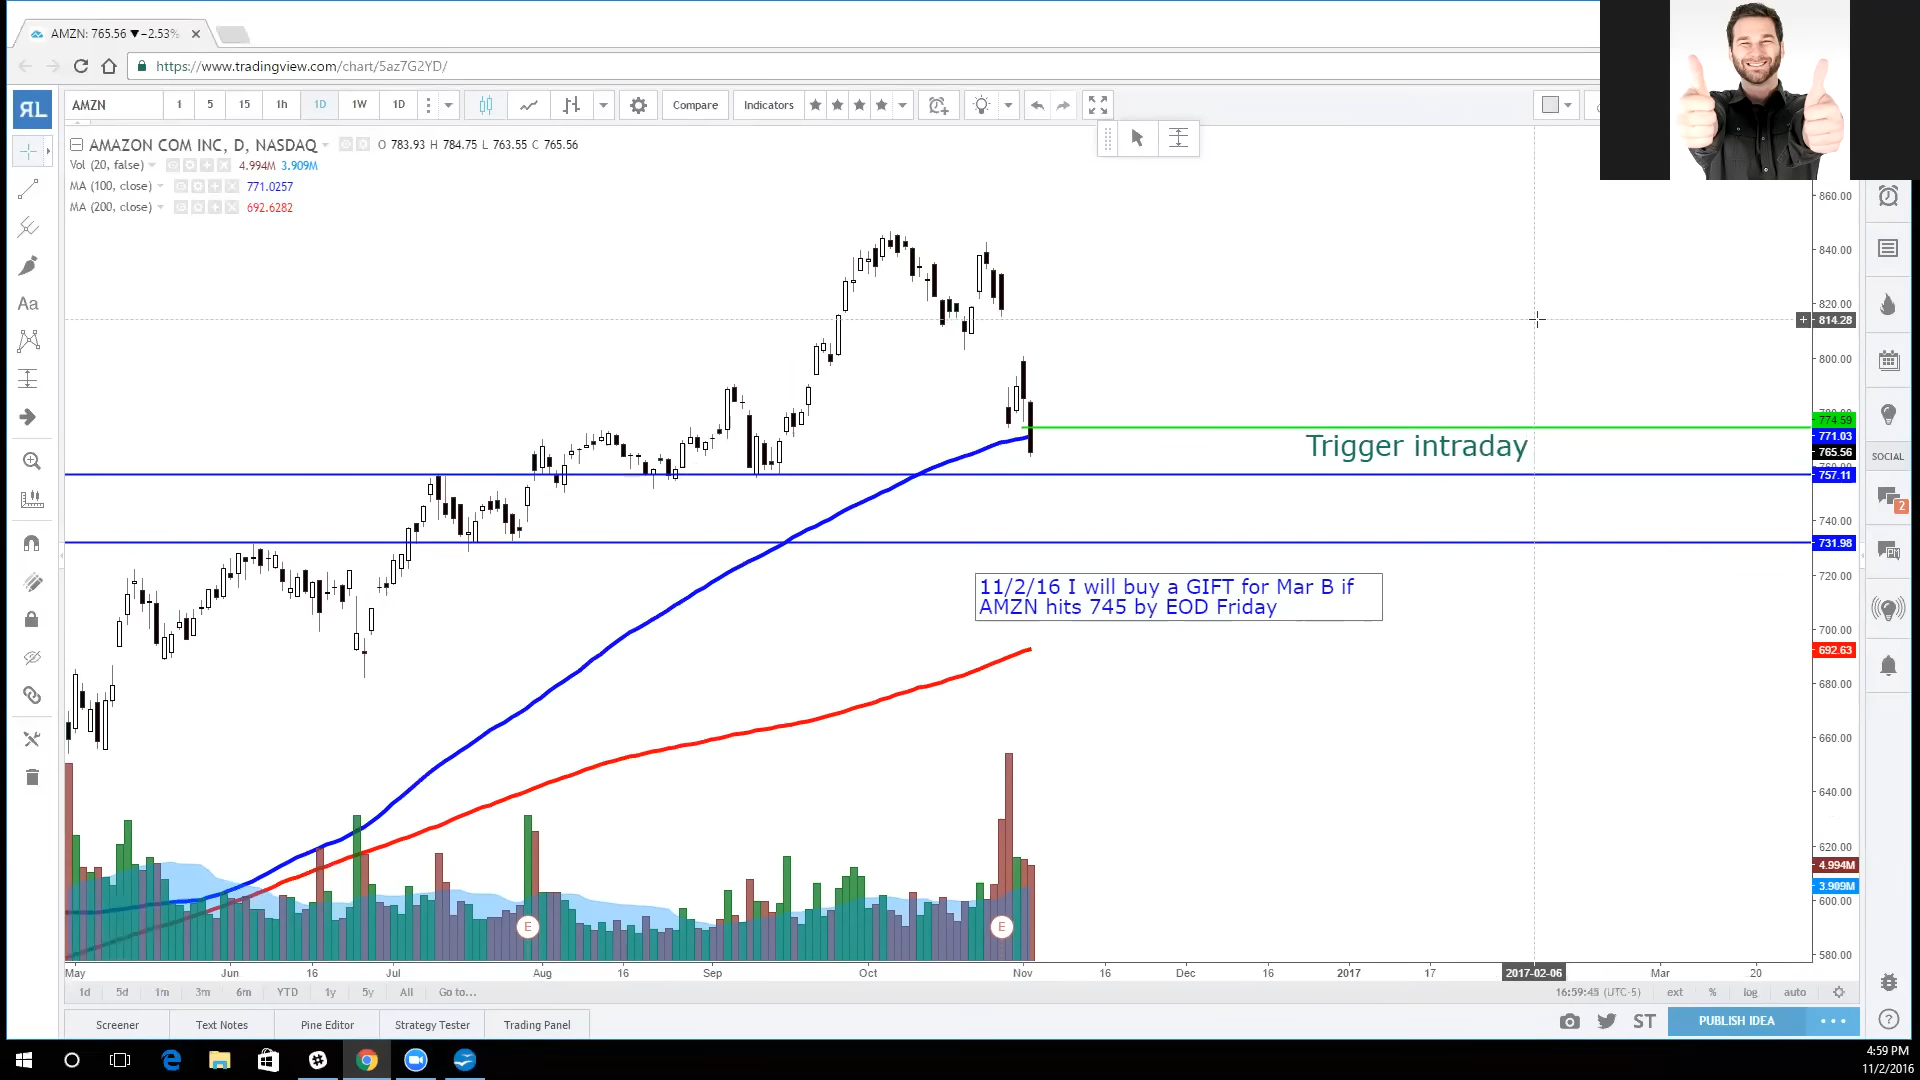 AMZN: 765.56 ▼−2.53%
https://www.tradingview.com/chart/5az7G2YD/
AMZN 1 5 15 1h 1D 1W 1D Compare Indicators
AMAZON COM INC, D, NASDAQ O 783.93 H 784.75 L 763.55 C 765.56
Vol (20, false) 4.994M 3.909M
MA (100, close) 771.0257
MA (200, close) 692.6282
Aa
860.00
840.00
820.00
814.28
800.00
774.59
771.03
Trigger intraday
765.56
SOCIAL
757.11
2
740.00
731.98
720.00
11/2/16 I will buy a GIFT for Mar B if
AMZN hits 745 by EOD Friday
700.00
692.63
680.00
660.00
640.00
620.00
4.994M
3.909M
600.00
E E
580.00
May Jun 16 Jul Aug 16 Sep Oct Nov 16 Dec 16 2017 17 2017-02-06 Mar 20
1d 5d 1m 3m 6m YTD 1y 5y All Go to... 16:59:45 (UTC-5) ext % log auto
Screener Text Notes Pine Editor Strategy Tester Trading Panel ST PUBLISH IDEA
4:59 PM
11/2/2016